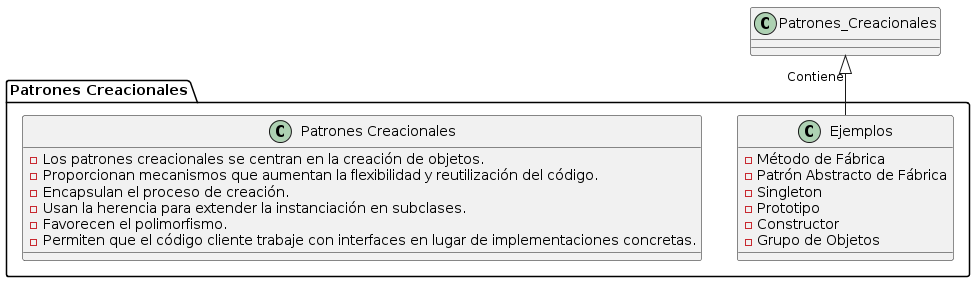 C Patrones_Creacionales
Contiene
Patrones Creacionales
C Patrones Creacionales
Los patrones creacionales se centran en la creación de objetos.
Proporcionan mecanismos que aumentan la flexibilidad y reutilización del código.
Encapsulan el proceso de creación.
Usan la herencia para extender la instanciación en subclases.
Favorecen el polimorfismo.
Permiten que el código cliente trabaje con interfaces en lugar de implementaciones concretas.
C Ejemplos
Método de Fábrica
Patrón Abstracto de Fábrica
Singleton
Prototipo
Constructor
Grupo de Objetos